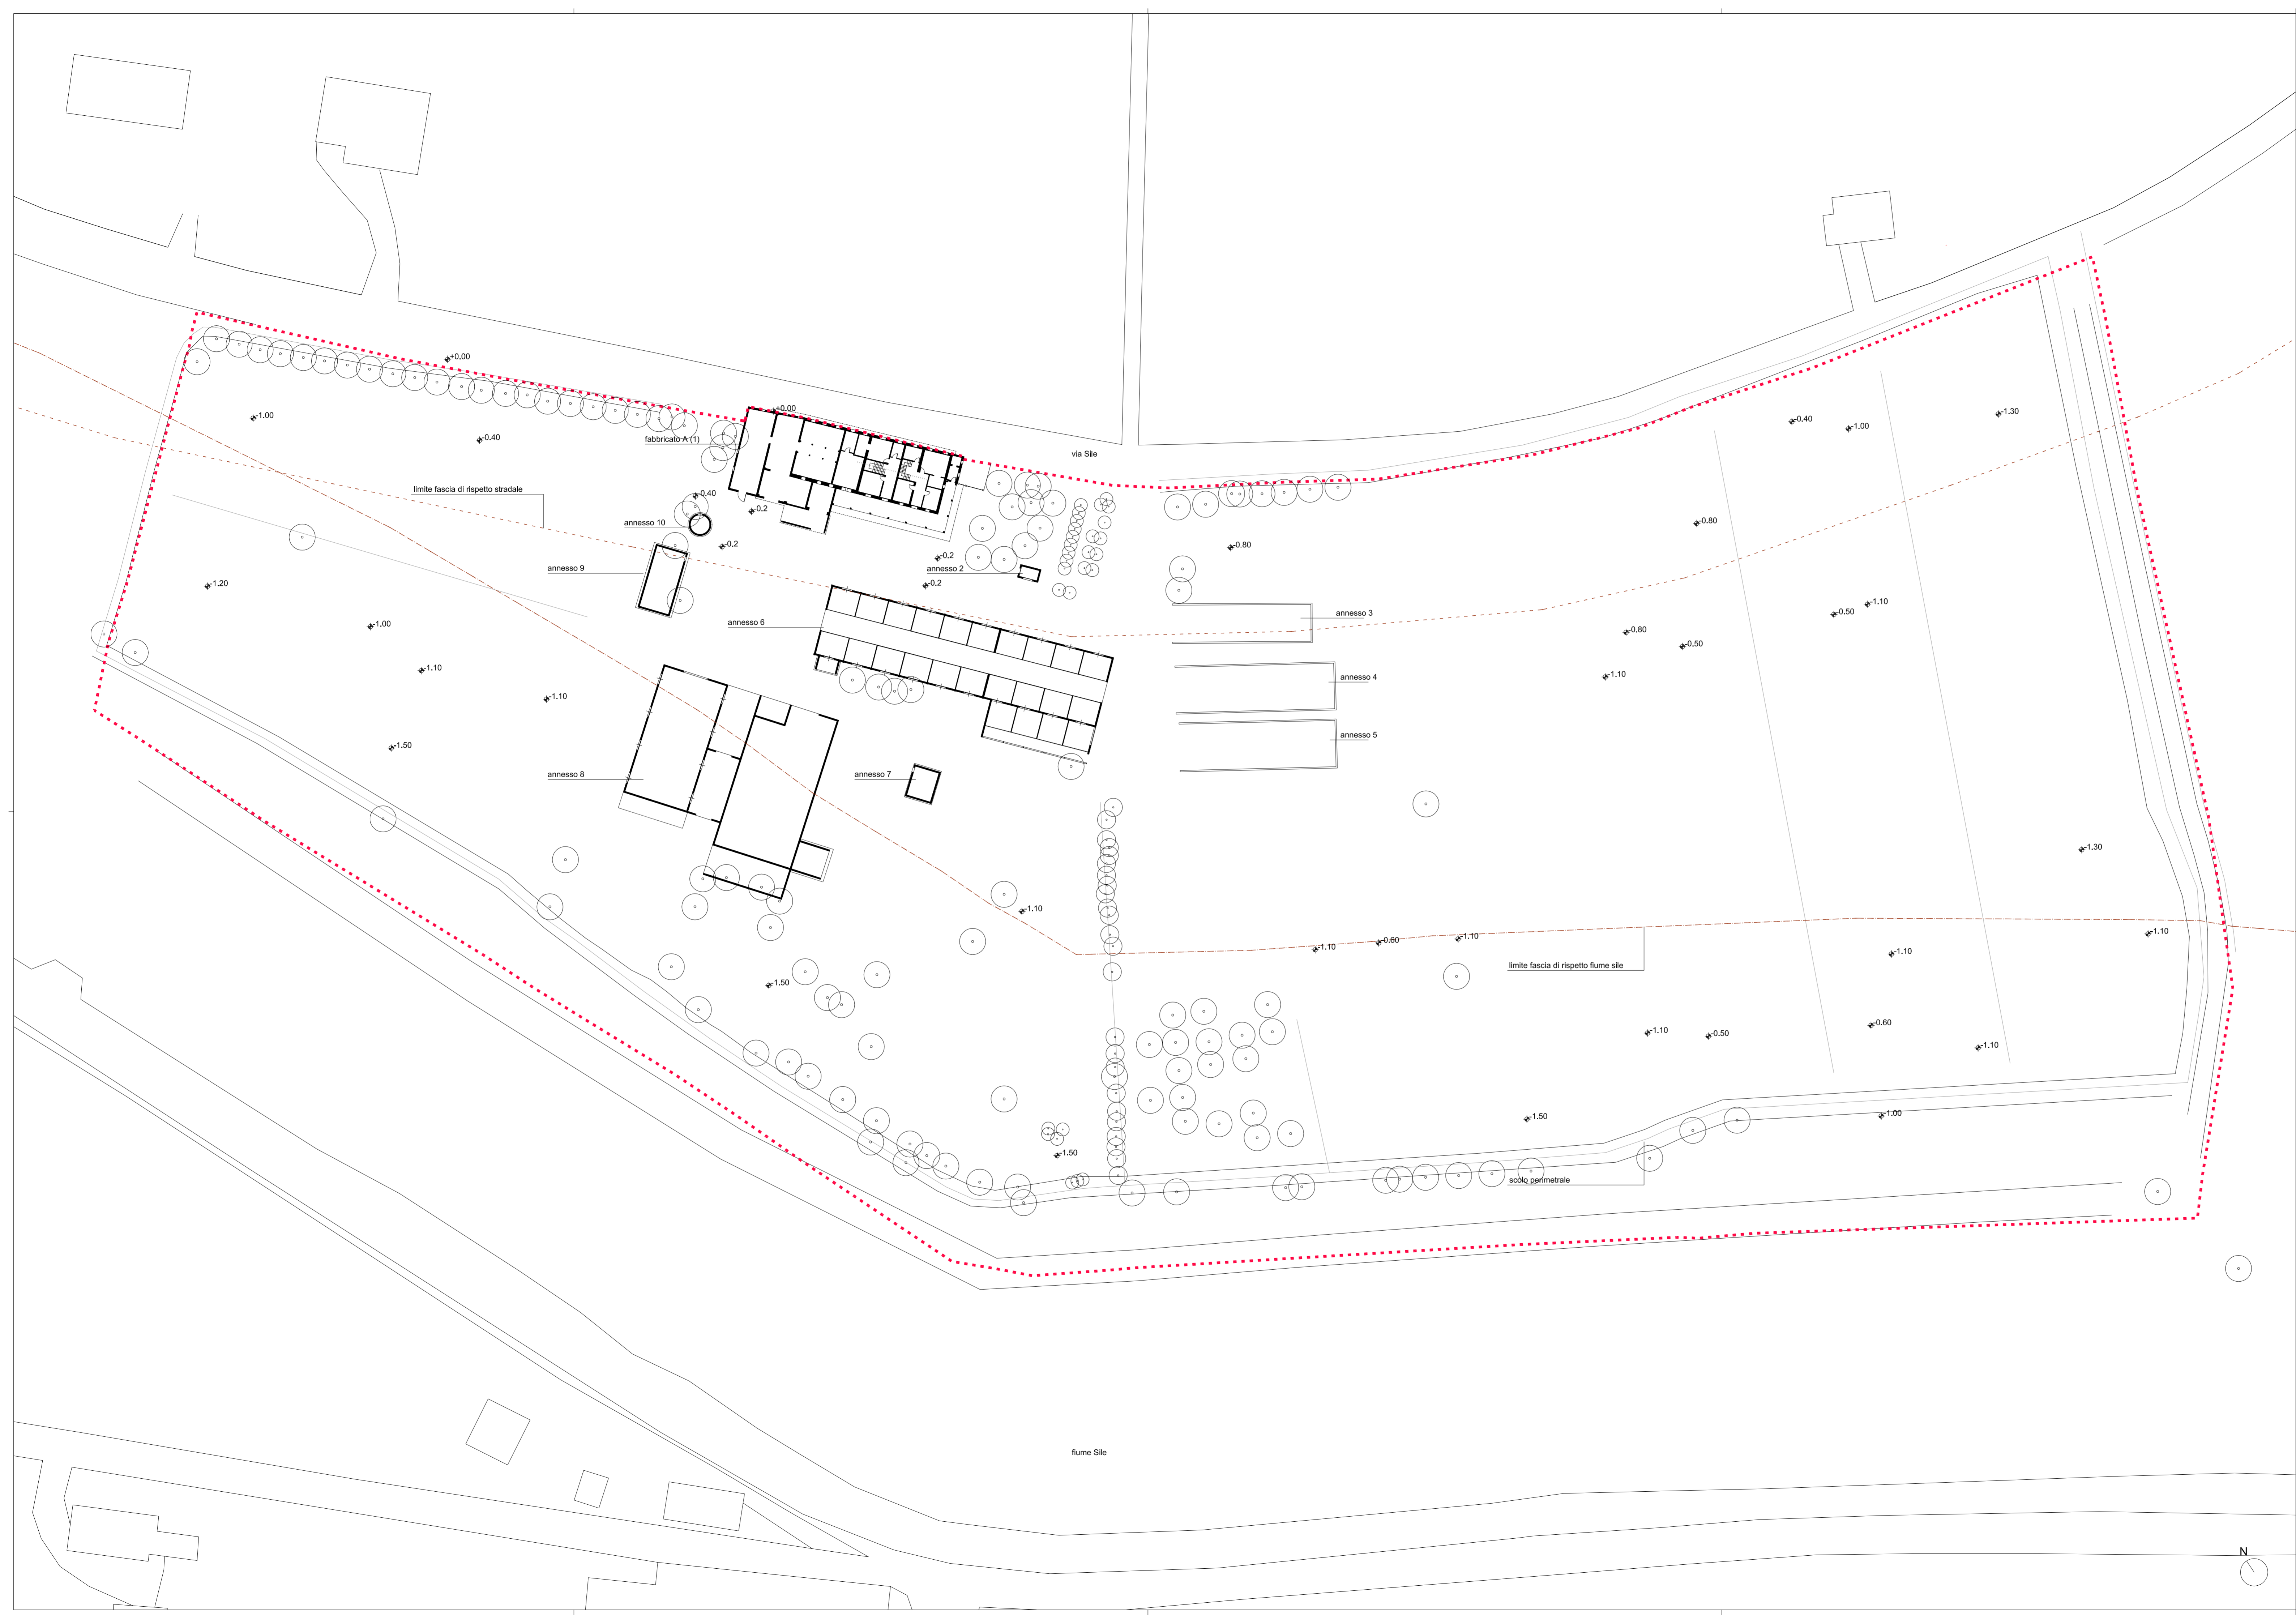 +0.00
+0.00
-1.00
-0.40
fabbricato A (1)
via Sile
-0.40
-1.00
-1.30
limite fascia di rispetto stradale
-0.40
-0.2
annesso 10
-0.80
-0.2
-0.80
-0.2
annesso 9
annesso 2
-1.20
-0.2
-1.10
-0.50
annesso 3
-1.00
annesso 6
-0.80
-0.50
-1.10
annesso 4
-1.10
-1.10
annesso 5
-1.50
annesso 8
annesso 7
-1.30
-1.10
-1.10
-0.60
-1.10
-1.10
-1.10
limite fascia di rispetto fiume sile
-1.50
-0.60
-1.10
-0.50
-1.10
-1.50
-1.00
-1.50
scolo perimetrale
fiume Sile
N